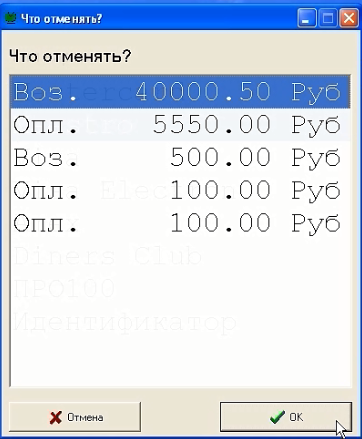 Что отменять?
Что отменять?
Воз. 40000.50 Руб
Опл. 5550.00 Руб
Возд. 500.00 Руб
Опл. 100.00 Руб
Опл. 100.00 Руб
Diners Club
ПРО100
Идентификатор
Отмена
OK